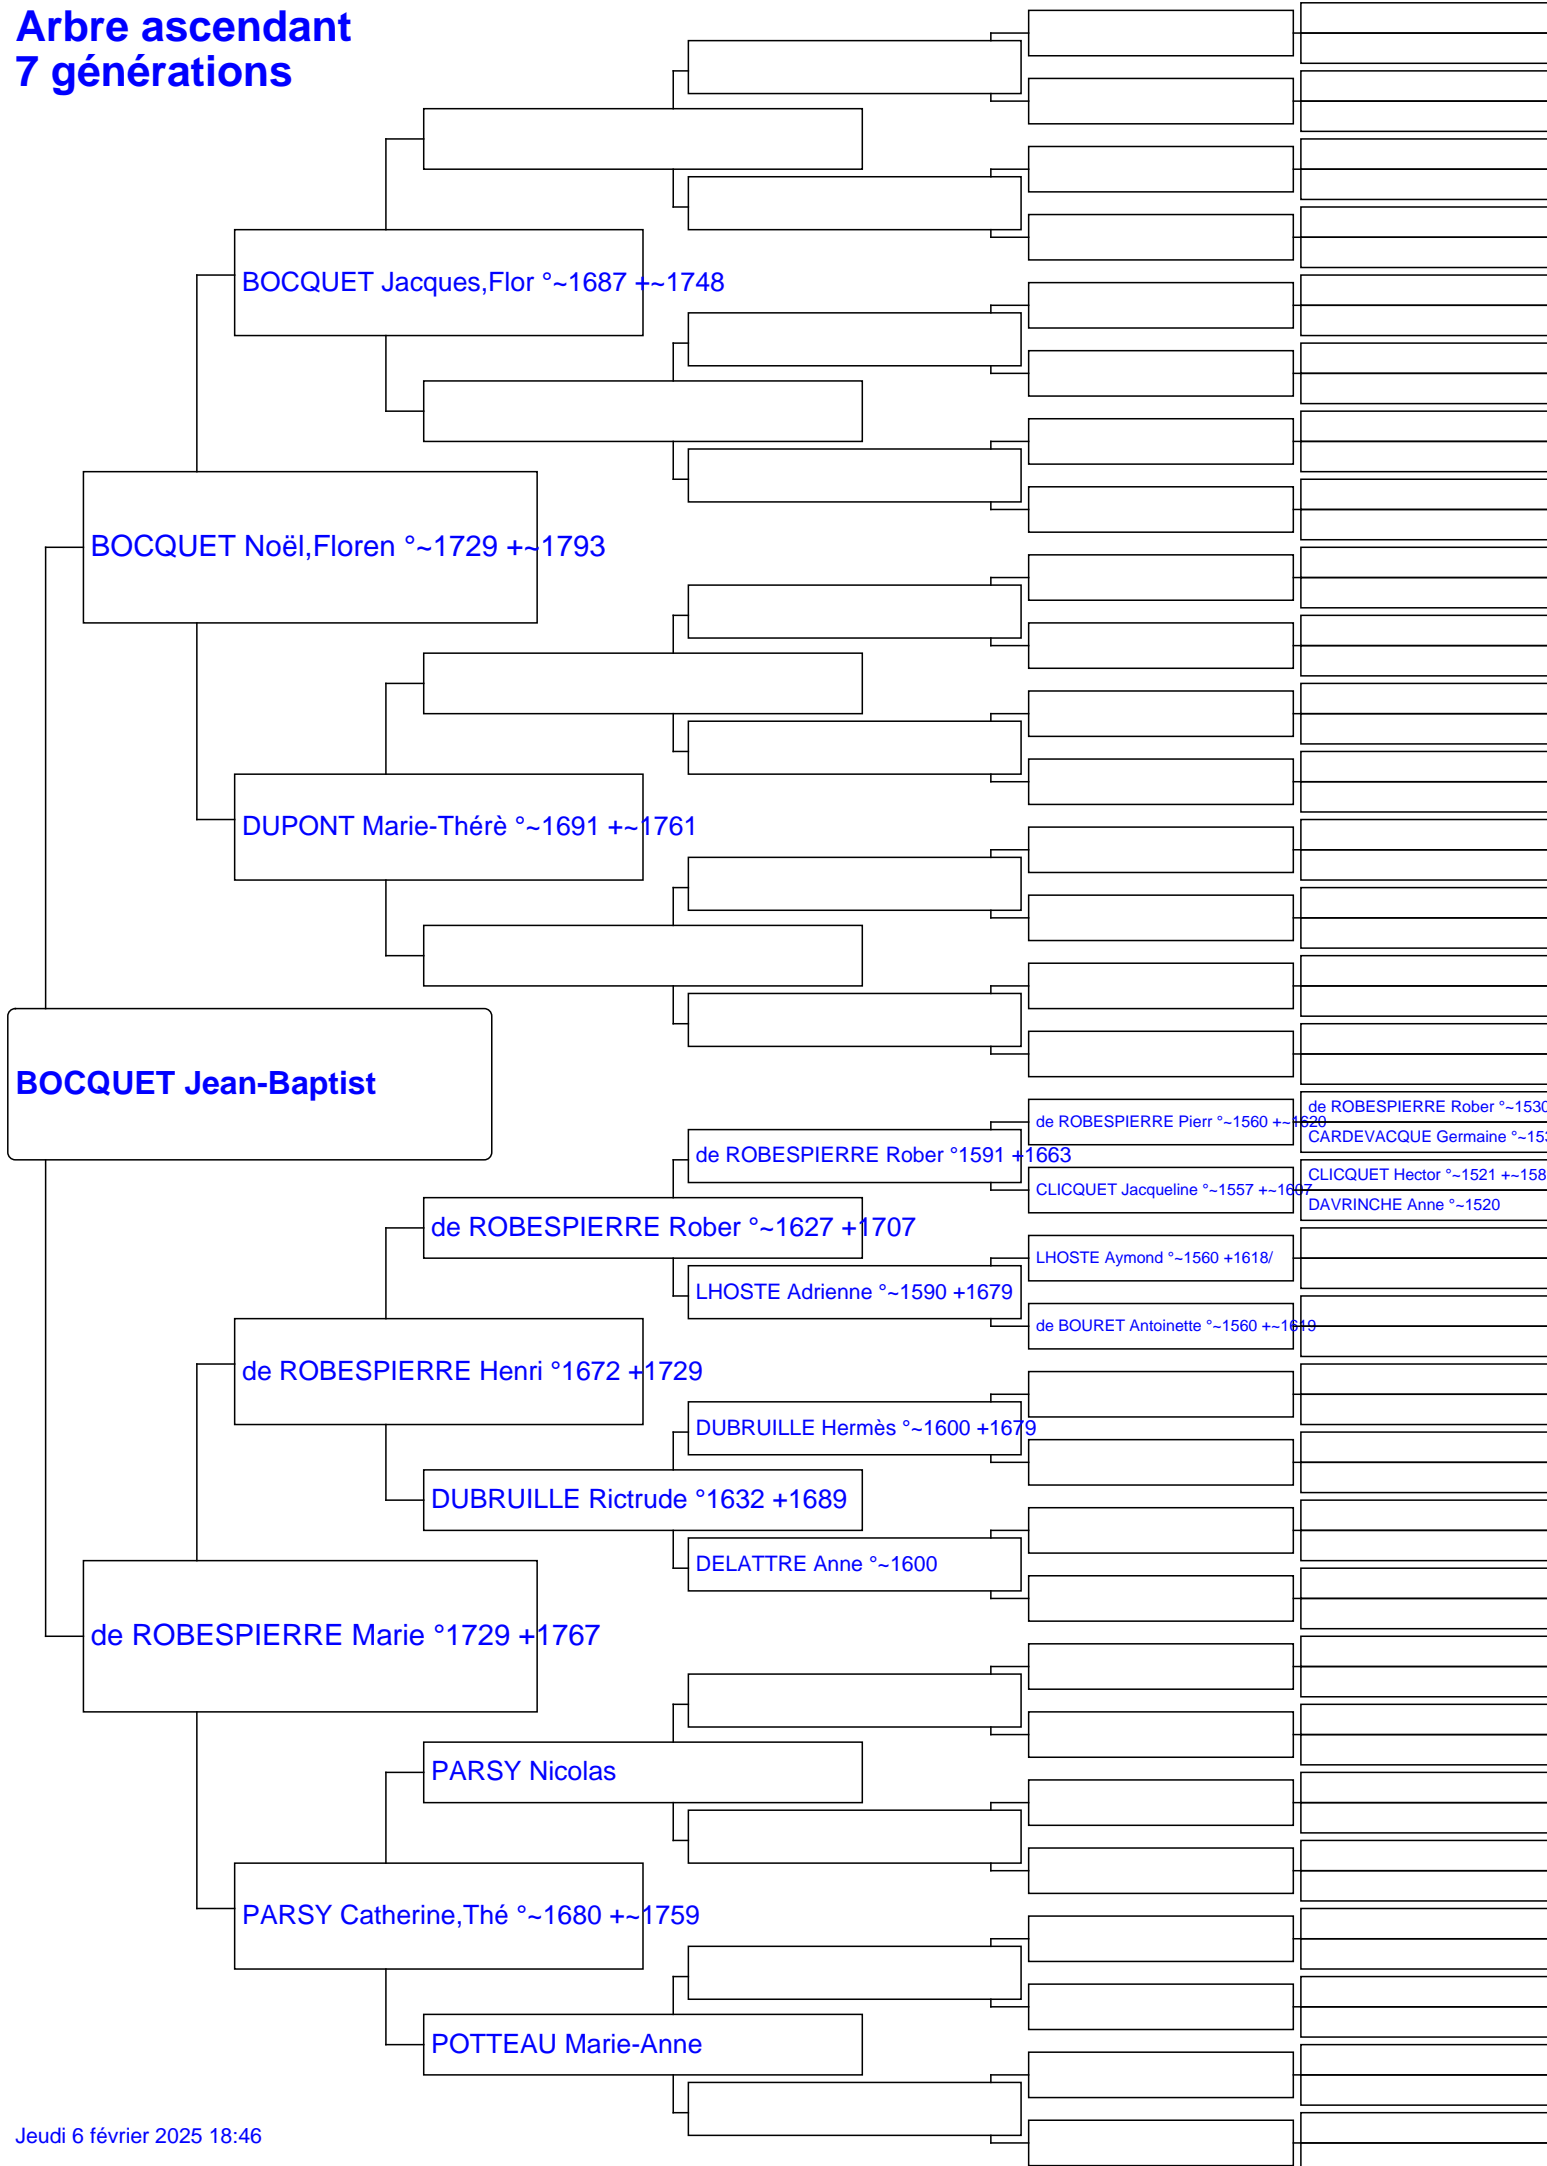 Arbre ascendant
7 générations
BOCQUET Jacques,Flor °~1687 +~1748
BOCQUET Noël,Floren °~1729 +~1793
DUPONT Marie-Thérè °~1691 +~1761
BOCQUET Jean-Baptist
de ROBESPIERRE Rober °~1530
de ROBESPIERRE Pierr °~1560 +~1620
CARDEVACQUE Germaine °~153
de ROBESPIERRE Rober °1591 +1663
CLICQUET Hector °~1521 +~158
CLICQUET Jacqueline °~1557 +~1607
DAVRINCHE Anne °~1520
de ROBESPIERRE Rober °~1627 +1707
LHOSTE Aymond °~1560 +1618/
LHOSTE Adrienne °~1590 +1679
de BOURET Antoinette °~1560 +~1619
de ROBESPIERRE Henri °1672 +1729
DUBRUILLE Hermès °~1600 +1679
DUBRUILLE Rictrude °1632 +1689
DELATTRE Anne °~1600
de ROBESPIERRE Marie °1729 +1767
PARSY Nicolas
PARSY Catherine,Thé °~1680 +~1759
POTTEAU Marie-Anne
Jeudi 6 février 2025 18:46